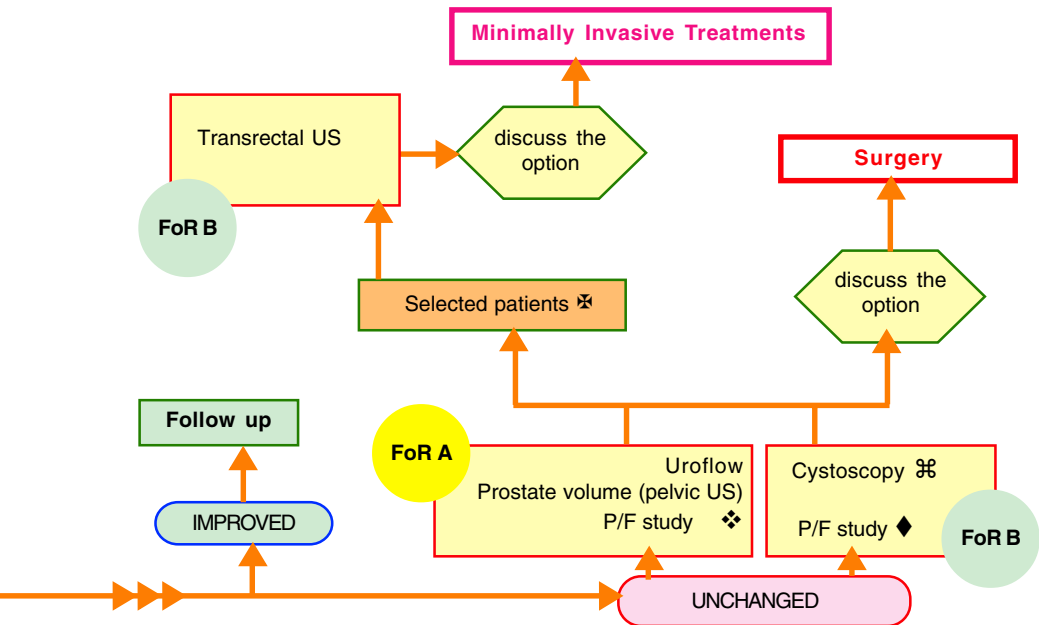 Minimally Invasive Treatments
Transrectal US
discuss the
option
Surgery
FoR B
discuss the
option
Selected patients ✠
Follow up
FoR A
Uroflow
Prostate volume (pelvic US)
P/F study ❖
Cystoscopy ⌘
P/F study ♦
FoR B
IMPROVED
UNCHANGED